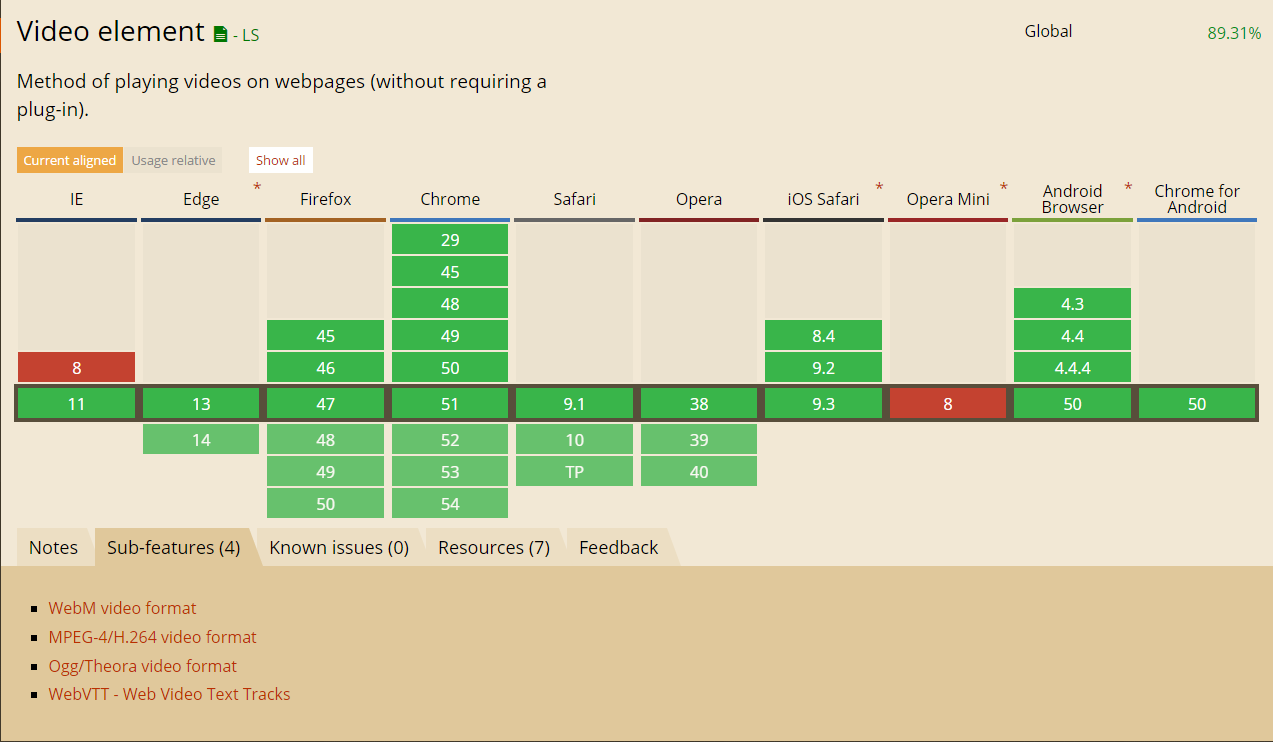 Video element - LS Global 89.31%
Method of playing videos on webpages (without requiring a
plug-in).
Current aligned Usage relative Show all
IE Edge * Firefox Chrome Safari Opera iOS Safari * Opera Mini * Android Browser * Chrome for Android
29
45
48 4.3
45 49 8.4 4.4
8 46 50 9.2 4.4.4
11 13 47 51 9.1 38 9.3 8 50 50
14 48 52 10 39
49 53 TP 40
50 54
Notes Sub-features (4) Known issues (0) Resources (7) Feedback
WebM video format
MPEG-4/H.264 video format
Ogg/Theora video format
WebVTT - Web Video Text Tracks